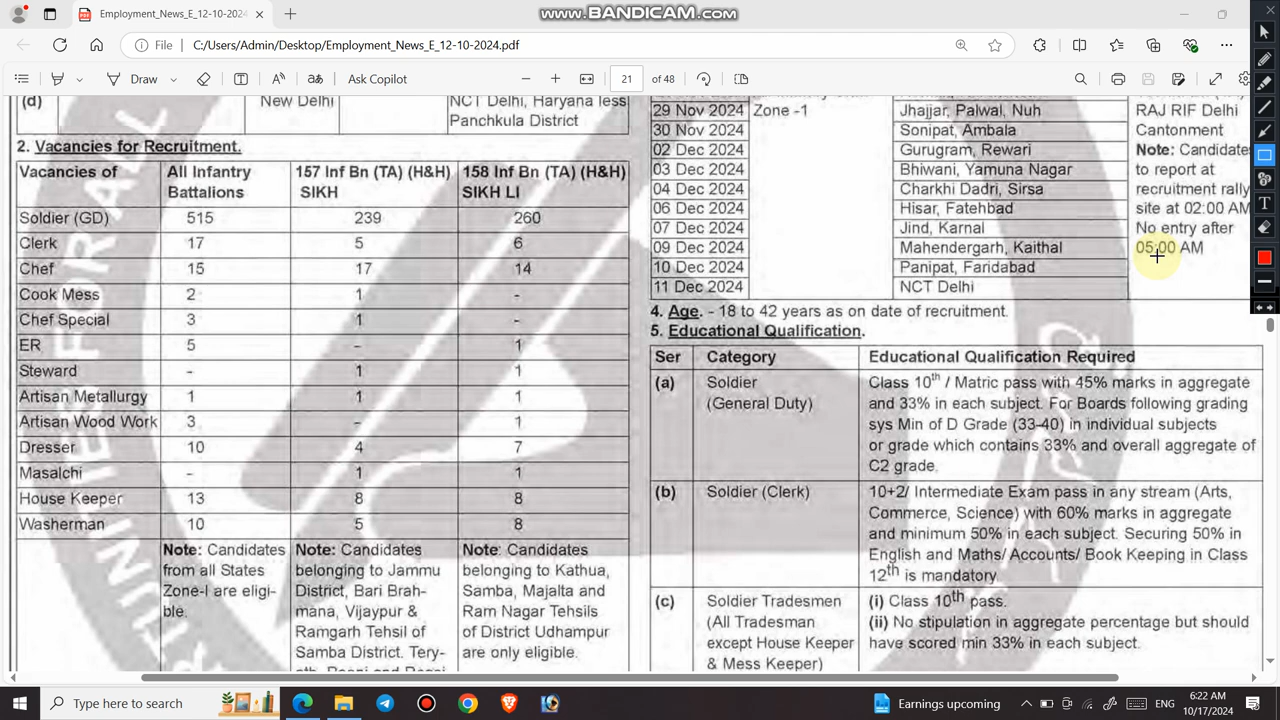 Employment_News_E_12-10-2024
www.BANDICAM.com
File
C:/Users/Admin/Desktop/Employment_News_E_12-10-2024.pdf
Draw
Ask Copilot
21
of 48
(d)
New Delhi
NCT Delhi, Haryana less
Panchkula District
2. Vacancies for Recruitment.
Vacancies of
All Infantry
Battalions
157 Inf Bn (TA) (H&H)
SIKH
158 Inf Bn (TA) (H&H)
SIKH LI
Soldier (GD) 515 239 260
Clerk 17 5 6
Chef 15 17 14
Cook Mess 2 1 -
Chef Special 3 1 -
ER 5 - 1
Steward - 1 1
Artisan Metallurgy 1 1 1
Artisan Wood Work 3 - 1
Dresser 10 4 7
Masalchi - 1 1
House Keeper 13 8 8
Washerman 10 5 8
Note: Candidates
from all States
Zone-I are eligi-
ble.
Note: Candidates
belonging to Jammu
District, Bari Brah-
mana, Vijaypur &
Ramgarh Tehsil of
Samba District. Tery-
Note: Candidates
belonging to Kathua,
Samba, Majalta and
Ram Nagar Tehsils
of District Udhampur
are only eligible.
29 Nov 2024 Zone -1 Jhajjar, Palwal, Nuh
30 Nov 2024 Sonipat, Ambala
02 Dec 2024 Gurugram, Rewari
03 Dec 2024 Bhiwani, Yamuna Nagar
04 Dec 2024 Charkhi Dadri, Sirsa
06 Dec 2024 Hisar, Fatehbad
07 Dec 2024 Jind, Karnal
09 Dec 2024 Mahendergarh, Kaithal
10 Dec 2024 Panipat, Faridabad
11 Dec 2024 NCT Delhi
RAJ RIF Delhi
Cantonment
Note: Candidates
to report at
recruitment rally
site at 02:00 AM
No entry after
05:00 AM
4. Age. - 18 to 42 years as on date of recruitment.
5. Educational Qualification.
Ser Category Educational Qualification Required
(a)
Soldier
(General Duty)
Class 10th / Matric pass with 45% marks in aggregate
and 33% in each subject. For Boards following grading
sys Min of D Grade (33-40) in individual subjects
or grade which contains 33% and overall aggregate of
C2 grade.
(b)
Soldier (Clerk)
10+2/ Intermediate Exam pass in any stream (Arts,
Commerce, Science) with 60% marks in aggregate
and minimum 50% in each subject. Securing 50% in
English and Maths/ Accounts/ Book Keeping in Class
12th is mandatory.
(c)
Soldier Tradesmen
(All Tradesman
except House Keeper
& Mess Keeper)
(i) Class 10th pass.
(ii) No stipulation in aggregate percentage but should
have scored min 33% in each subject.
Type here to search
Earnings upcoming
ENG
6:22 AM
10/17/2024